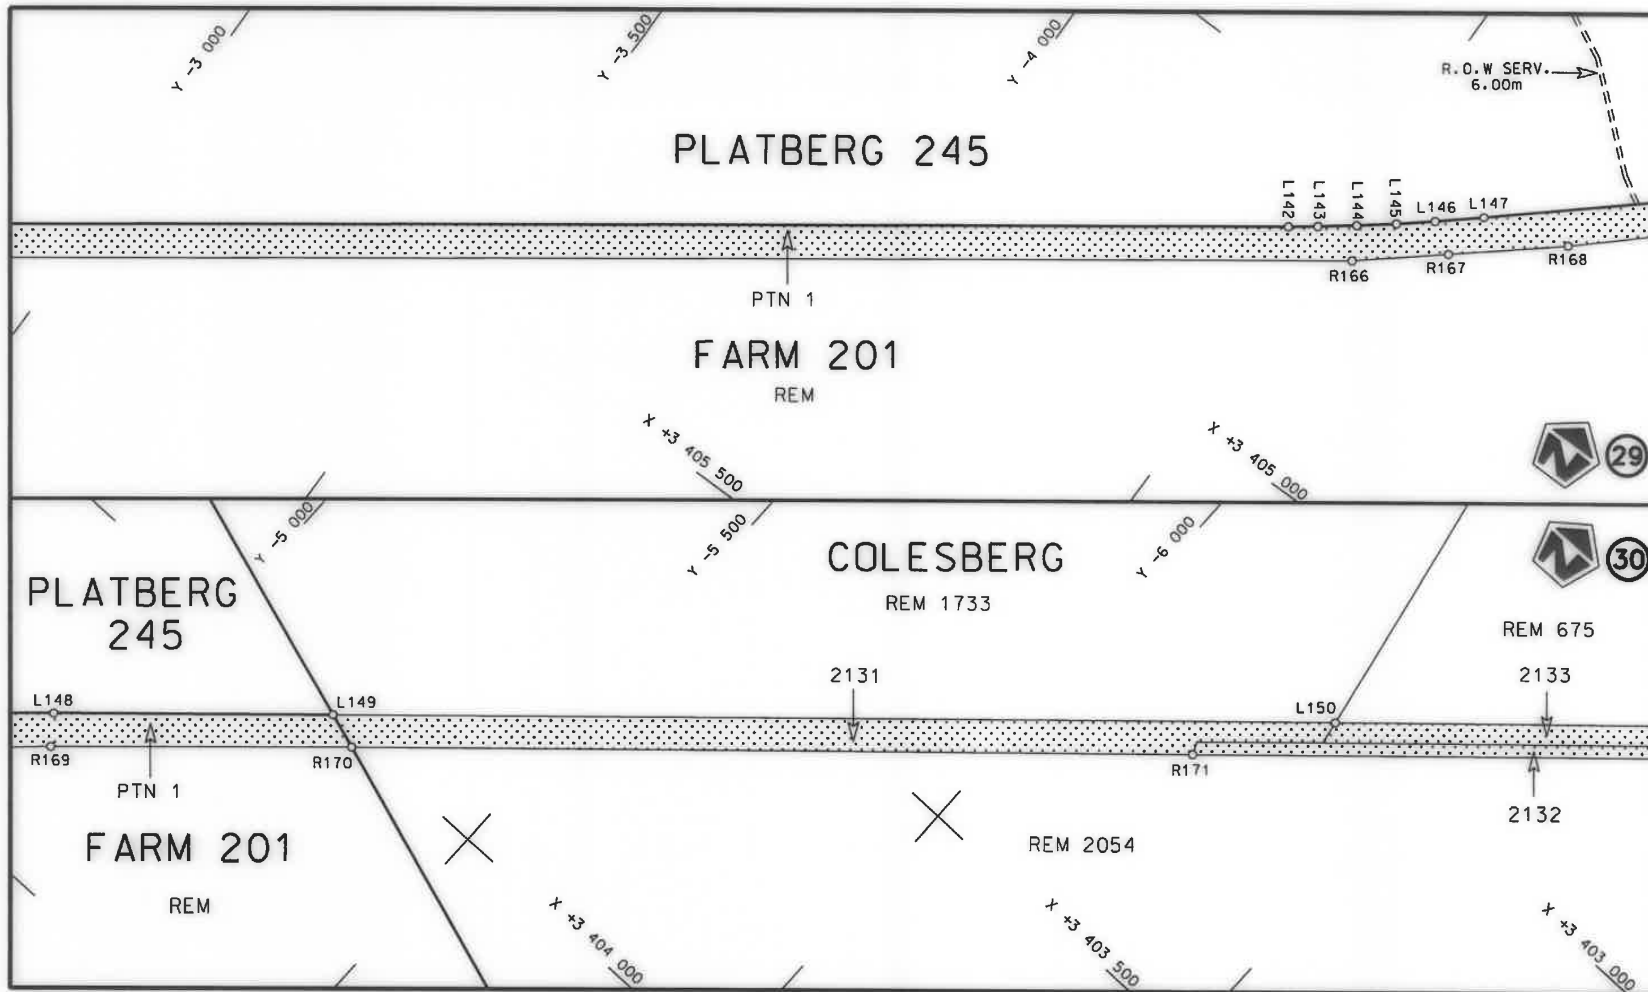 Y -3 000
Y -3 500
Y -4 000
R.O.W SERV.
6.00m
PLATBERG 245
L142
L143
L144
L145
L146
L147
R166
R167
R168
PTN 1
FARM 201
REM
X +3 405 500
X +3 405 000
29
Y -5 000
Y -5 500
Y -6 000
COLESBERG
REM 1733
30
PLATBERG
245
REM 675
2131
2133
L148
L149
L150
R169
R170
R171
PTN 1
2132
FARM 201
REM 2054
REM
X +3 404 000
X +3 403 500
X +3 403 000